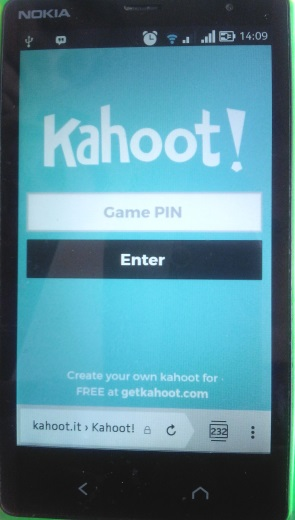 NOKIA
14:09
Kahoot!
Game PIN
Enter
Create your own kahoot for
FREE at getkahoot.com
kahoot.it › Kahoot!
232